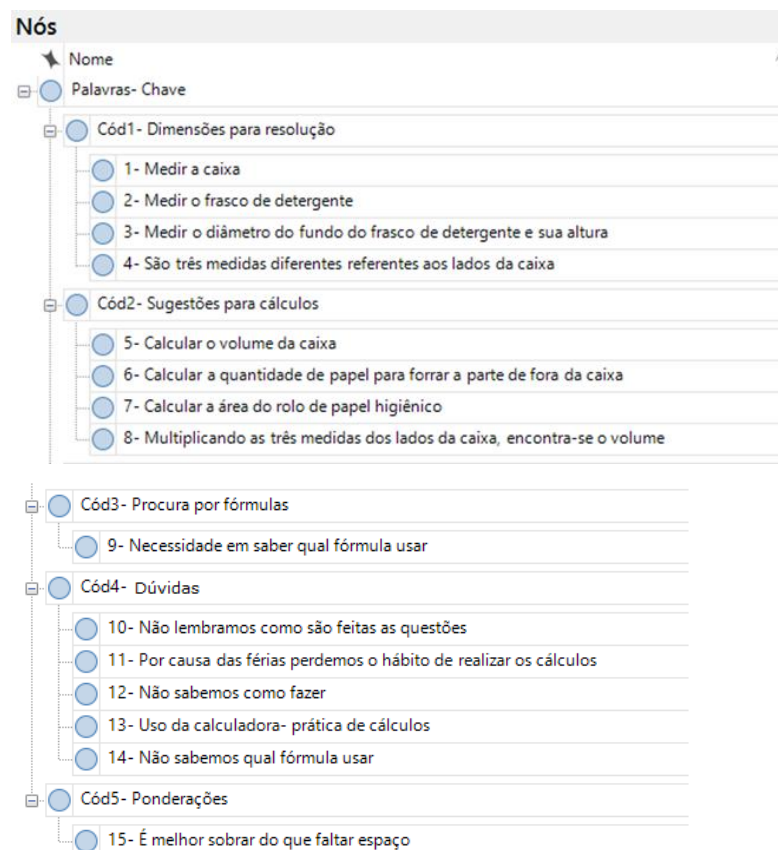 Nós
Nome
Palavras- Chave
Cód1- Dimensões para resolução
1- Medir a caixa
2- Medir o frasco de detergente
3- Medir o diâmetro do fundo do frasco de detergente e sua altura
4- São três medidas diferentes referentes aos lados da caixa
Cód2- Sugestões para cálculos
5- Calcular o volume da caixa
6- Calcular a quantidade de papel para forrar a parte de fora da caixa
7- Calcular a área do rolo de papel higiênico
8- Multiplicando as três medidas dos lados da caixa, encontra-se o volume
Cód3- Procura por fórmulas
9- Necessidade em saber qual fórmula usar
Cód4- Dúvidas
10- Não lembramos como são feitas as questões
11- Por causa das férias perdemos o hábito de realizar os cálculos
12- Não sabemos como fazer
13- Uso da calculadora- prática de cálculos
14- Não sabemos qual fórmula usar
Cód5- Ponderações
15- É melhor sobrar do que faltar espaço